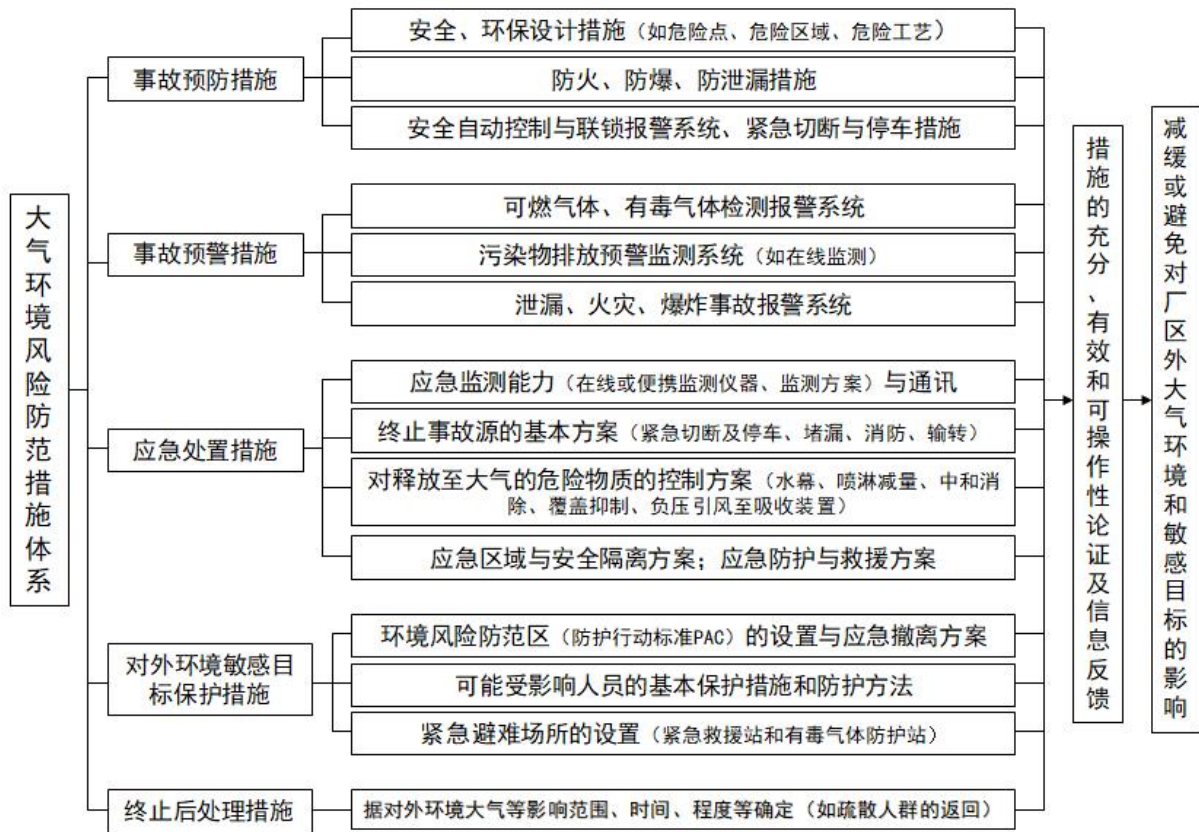 大气环境风险防范措施体系
事故预防措施
安全、环保设计措施（如危险点、危险区域、危险工艺）
防火、防爆、防泄漏措施
安全自动控制与联锁报警系统、紧急切断与停车措施
事故预警措施
可燃气体、有毒气体检测报警系统
污染物排放预警监测系统（如在线监测）
泄漏、火灾、爆炸事故报警系统
应急处置措施
应急监测能力（在线或便携监测仪器、监测方案）与通讯
终止事故源的基本方案（紧急切断及停车、堵漏、消防、输转）
对释放至大气的危险物质的控制方案（水幕、喷淋减量、中和消
除、覆盖抑制、负压引风至吸收装置）
应急区域与安全隔离方案；应急防护与救援方案
对外环境敏感目
标保护措施
环境风险防范区（防护行动标准PAC）的设置与应急撤离方案
可能受影响人员的基本保护措施和防护方法
紧急避难场所的设置（紧急救援站和有毒气体防护站）
终止后处理措施
据对外环境大气等影响范围、时间、程度等确定（如疏散人群的返回）
措施的充分、有效和可操作性论证及信息反馈
减缓或避免对厂区外大气环境和敏感目标的影响